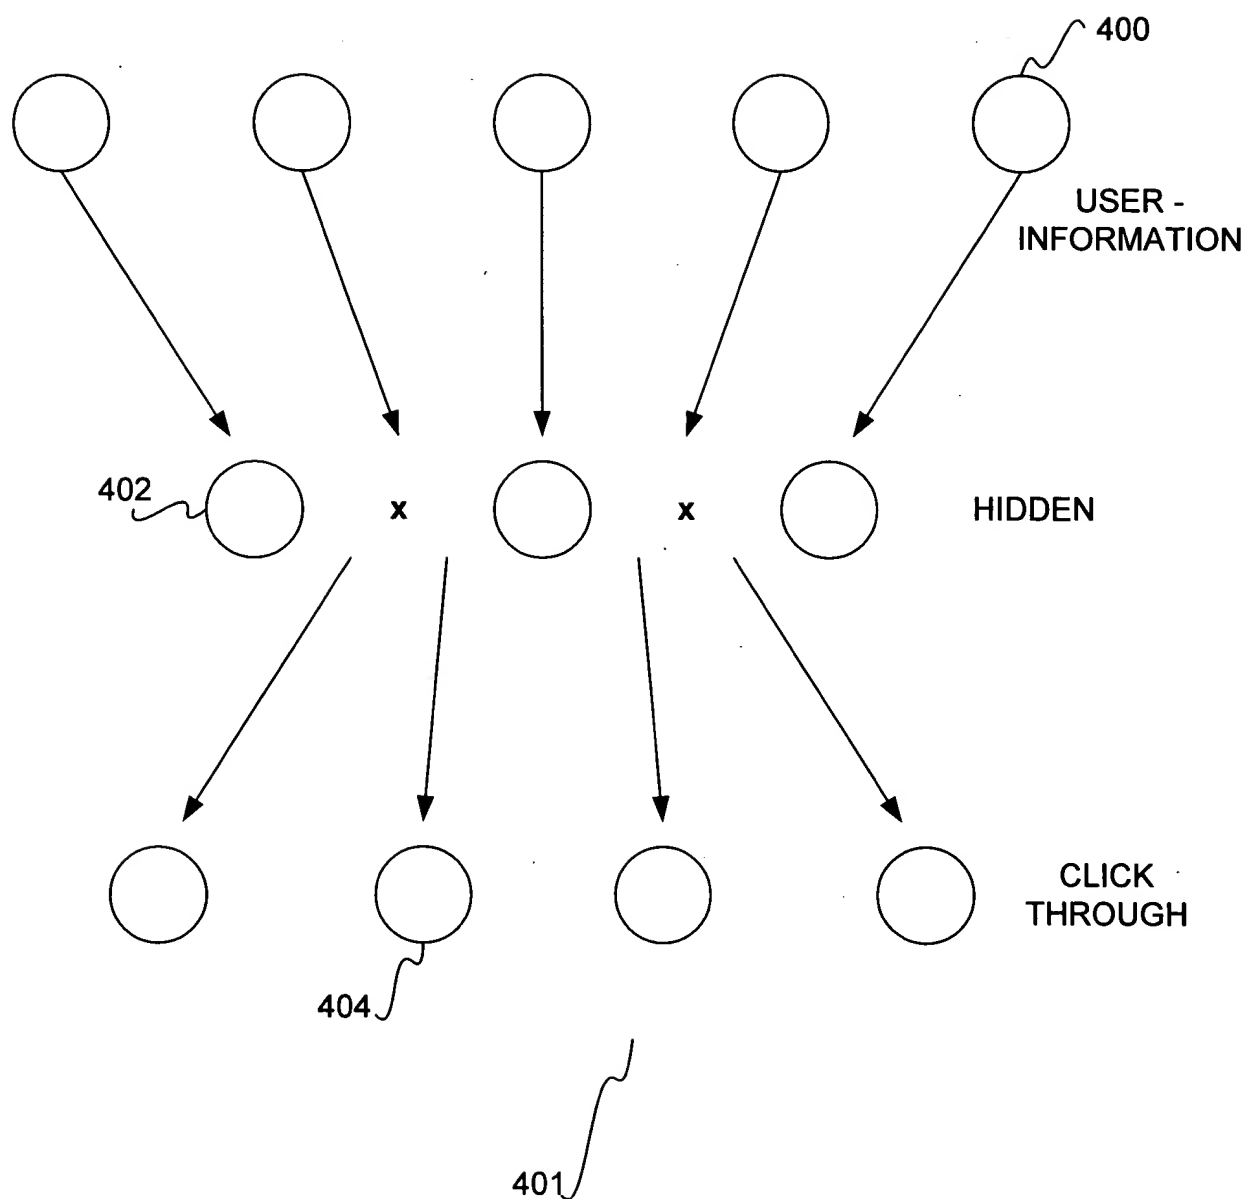 400
USER -
INFORMATION
402
x
x
HIDDEN
CLICK
THROUGH
404
401